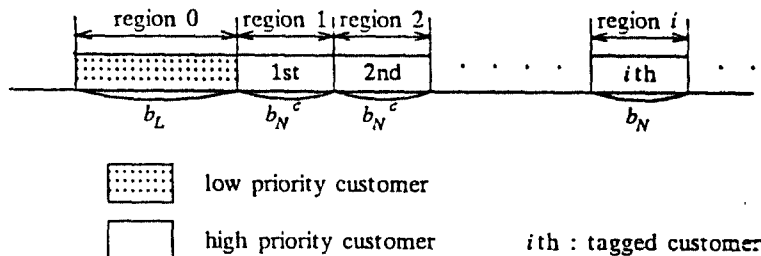 region 0 region 1 region 2 region i
1st 2nd . . . . ith . .
b_L b_N^c b_N^c b_N
low priority customer
high priority customer ith : tagged customer